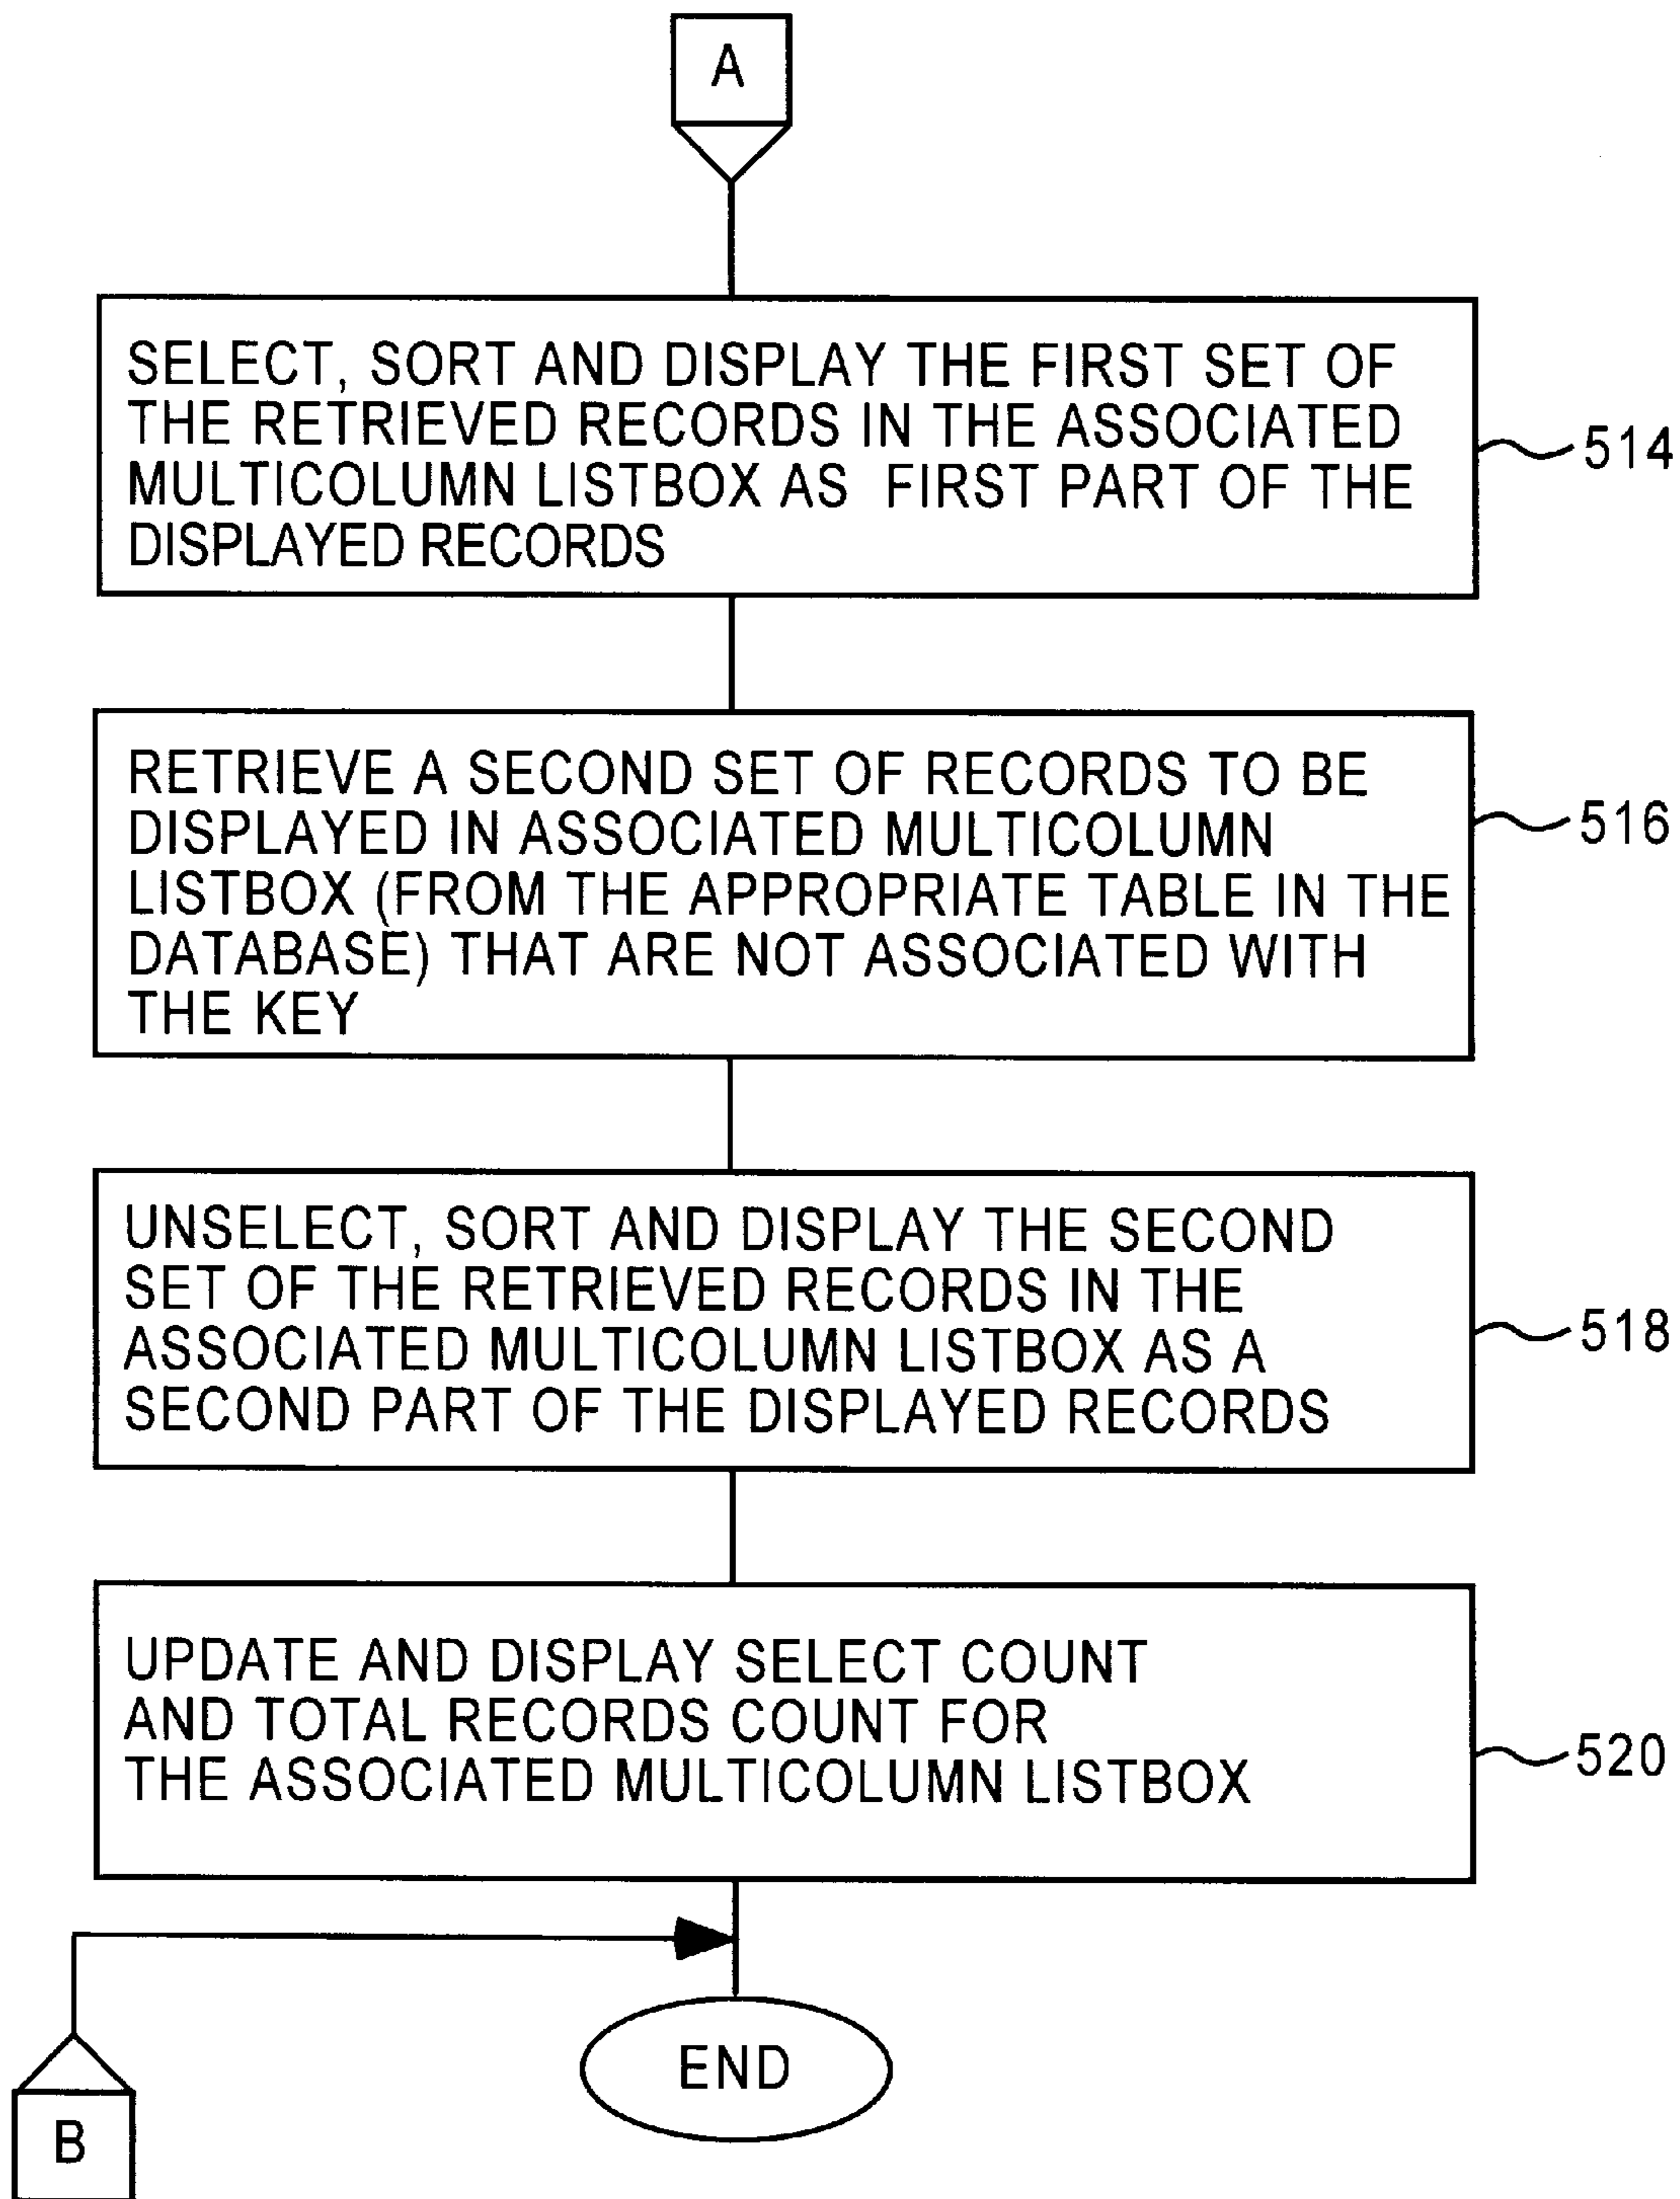 A
SELECT, SORT AND DISPLAY THE FIRST SET OF
THE RETRIEVED RECORDS IN THE ASSOCIATED
MULTICOLUMN LISTBOX AS FIRST PART OF THE
DISPLAYED RECORDS
514
RETRIEVE A SECOND SET OF RECORDS TO BE
DISPLAYED IN ASSOCIATED MULTICOLUMN
LISTBOX (FROM THE APPROPRIATE TABLE IN THE
DATABASE) THAT ARE NOT ASSOCIATED WITH
THE KEY
516
UNSELECT, SORT AND DISPLAY THE SECOND
SET OF THE RETRIEVED RECORDS IN THE
ASSOCIATED MULTICOLUMN LISTBOX AS A
SECOND PART OF THE DISPLAYED RECORDS
518
UPDATE AND DISPLAY SELECT COUNT
AND TOTAL RECORDS COUNT FOR
THE ASSOCIATED MULTICOLUMN LISTBOX
520
END
B